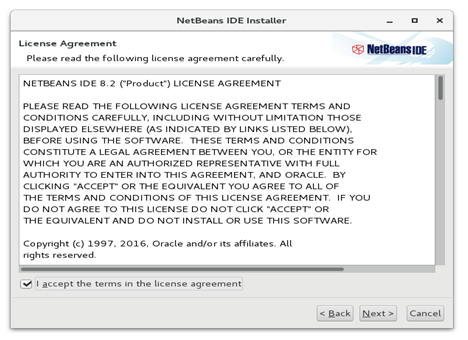 NetBeans IDE Installer
License Agreement
Please read the following license agreement carefully.
NetBeans IDE
NETBEANS IDE 8.2 ("Product") LICENSE AGREEMENT
PLEASE READ THE FOLLOWING LICENSE AGREEMENT TERMS AND
CONDITIONS CAREFULLY, INCLUDING WITHOUT LIMITATION THOSE
DISPLAYED ELSEWHERE (AS INDICATED BY LINKS LISTED BELOW),
BEFORE USING THE SOFTWARE.  THESE TERMS AND CONDITIONS
CONSTITUTE A LEGAL AGREEMENT BETWEEN YOU, OR THE ENTITY FOR
WHICH YOU ARE AN AUTHORIZED REPRESENTATIVE WITH FULL
AUTHORITY TO ENTER INTO THIS AGREEMENT, AND ORACLE.  BY
CLICKING "ACCEPT" OR THE EQUIVALENT YOU AGREE TO ALL OF
THE TERMS AND CONDITIONS OF THIS LICENSE AGREEMENT.  IF YOU
DO NOT AGREE TO THIS LICENSE DO NOT CLICK "ACCEPT" OR
THE EQUIVALENT AND DO NOT INSTALL OR USE THIS SOFTWARE.
Copyright (c) 1997, 2016, Oracle and/or its affiliates. All
rights reserved.
I accept the terms in the license agreement
< Back
Next >
Cancel